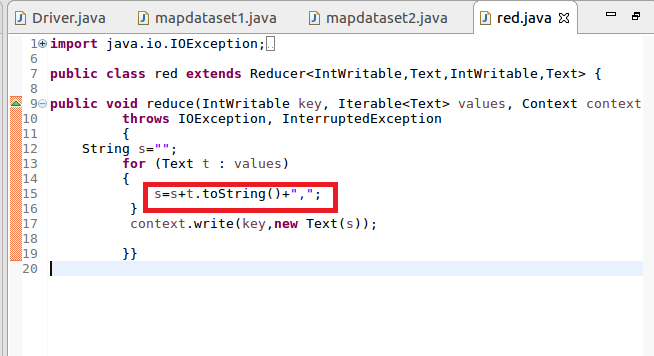 Driver.java mapdataset1.java mapdataset2.java red.java
1 import java.io.IOException;
6
7 public class red extends Reducer<IntWritable,Text,IntWritable,Text> {
8
9 public void reduce(IntWritable key, Iterable<Text> values, Context context
10 throws IOException, InterruptedException
11 {
12 String s="";
13 for (Text t : values)
14 {
15 s=s+t.toString()+",";
16 }
17 context.write(key,new Text(s));
18
19 }}
20